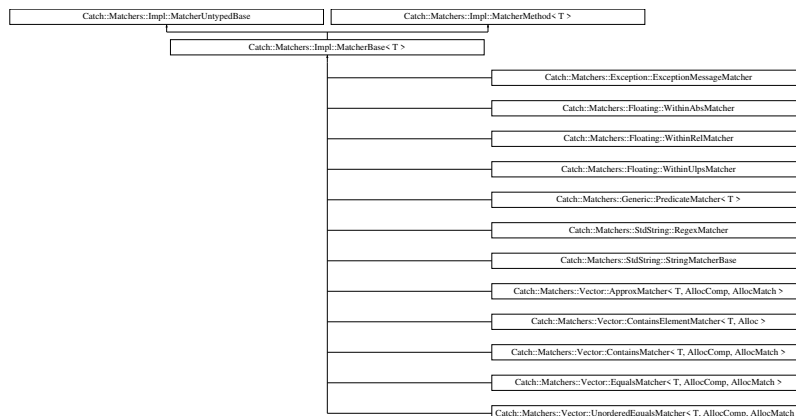 Catch::Matchers::Impl::MatcherUntypedBase
Catch::Matchers::Impl::MatcherMethod< T >
Catch::Matchers::Impl::MatcherBase< T >
Catch::Matchers::Exception::ExceptionMessageMatcher
Catch::Matchers::Floating::WithinAbsMatcher
Catch::Matchers::Floating::WithinRelMatcher
Catch::Matchers::Floating::WithinUlpsMatcher
Catch::Matchers::Generic::PredicateMatcher< T >
Catch::Matchers::StdString::RegexMatcher
Catch::Matchers::StdString::StringMatcherBase
Catch::Matchers::Vector::ApproxMatcher< T, AllocComp, AllocMatch >
Catch::Matchers::Vector::ContainsElementMatcher< T, Alloc >
Catch::Matchers::Vector::ContainsMatcher< T, AllocComp, AllocMatch >
Catch::Matchers::Vector::EqualsMatcher< T, AllocComp, AllocMatch >
Catch::Matchers::Vector::UnorderedEqualsMatcher< T, AllocComp, AllocMatch